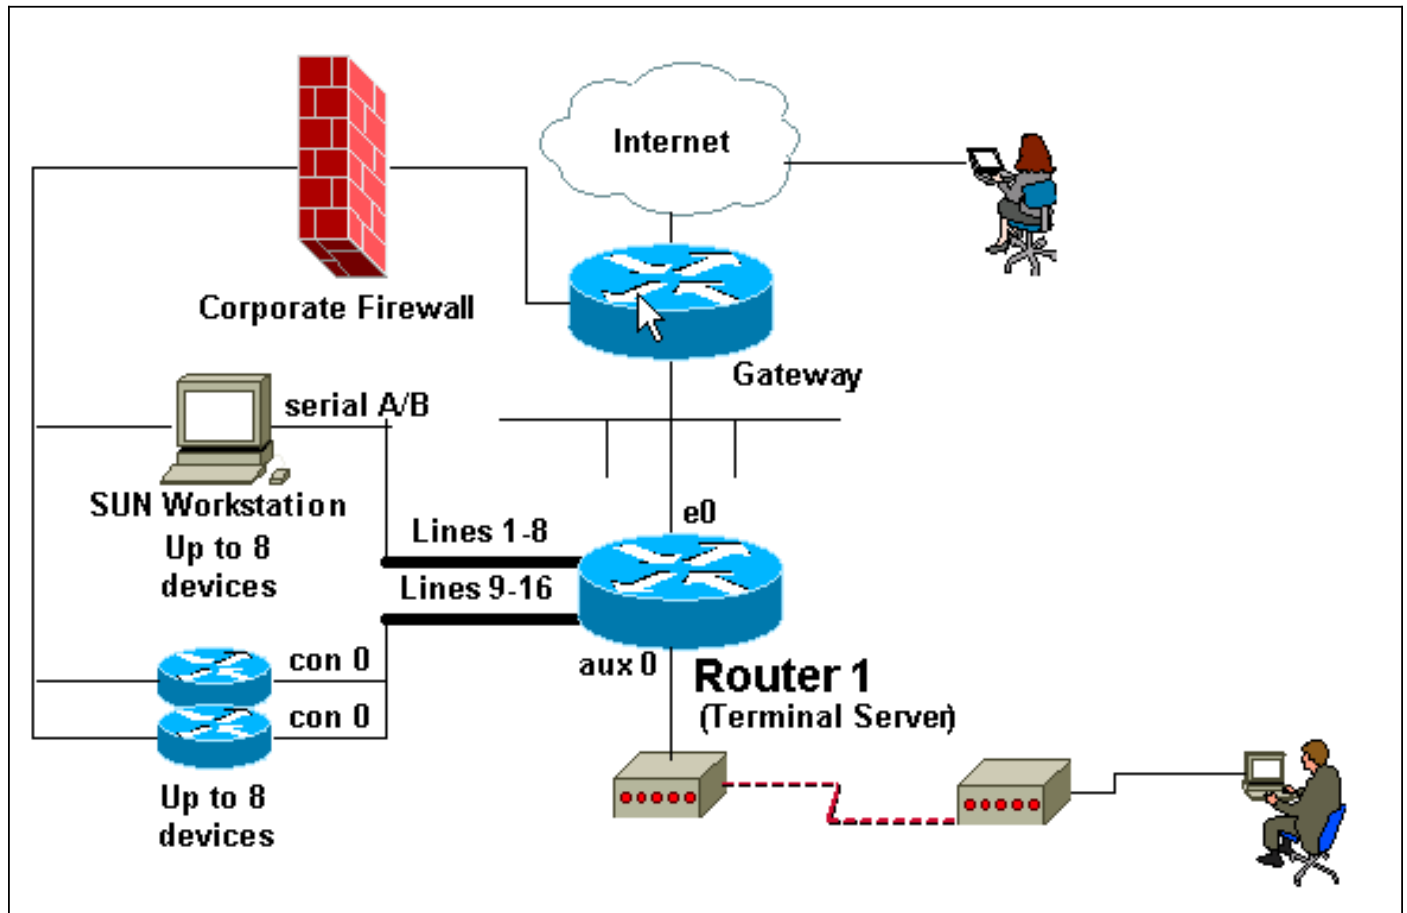 Internet
Corporate Firewall
Gateway
serial A/B
SUN Workstation
Up to 8
devices
e0
Lines 1-8
Lines 9-16
con 0
con 0
aux 0
Router 1
(Terminal Server)
Up to 8
devices